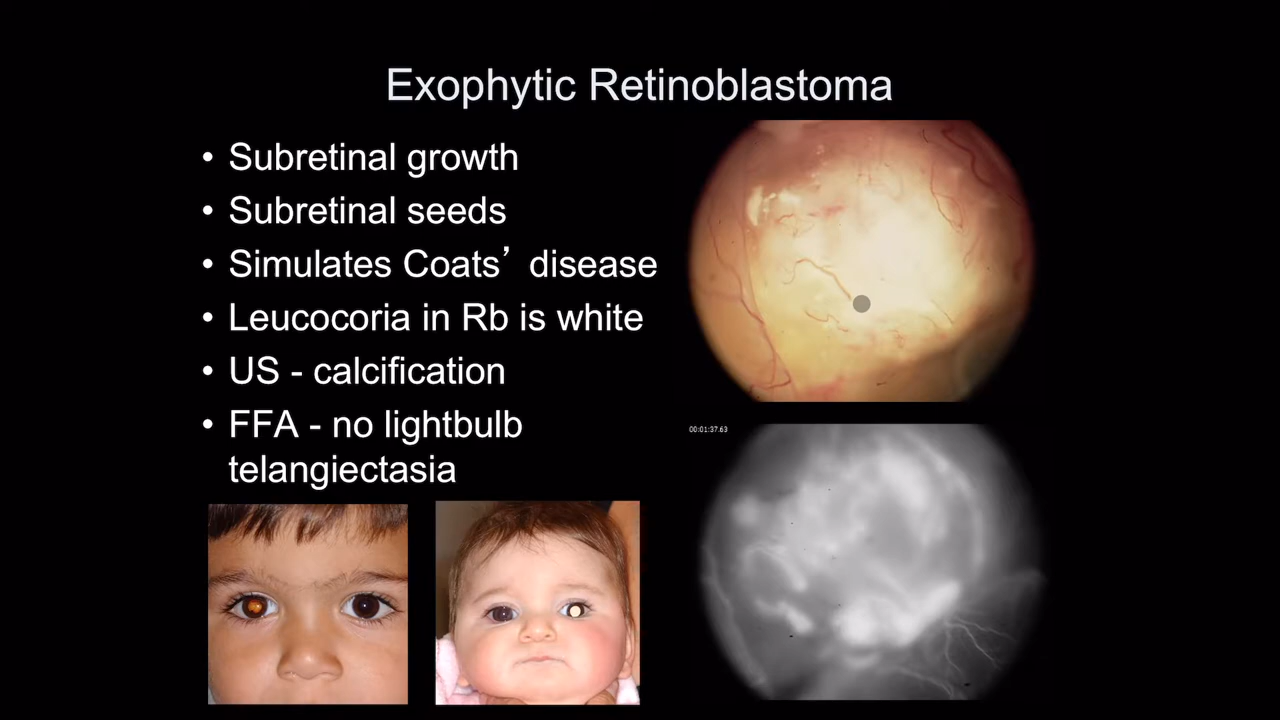 Exophytic Retinoblastoma
• Subretinal growth
• Subretinal seeds
• Simulates Coats’ disease
• Leucocoria in Rb is white
• US - calcification
• FFA - no lightbulb
telangiectasia
00:01:37.63